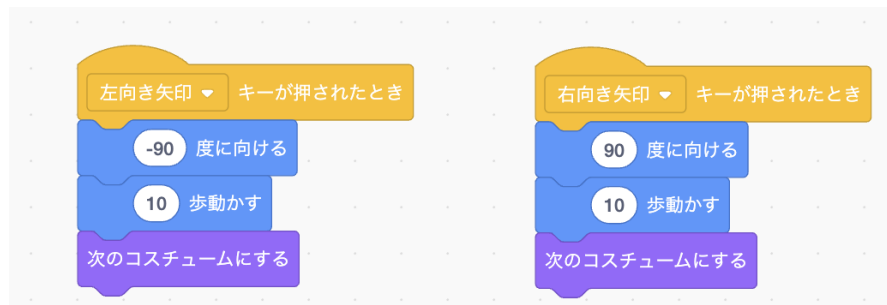 左向き矢印 キーが押されたとき
-90 度に向ける
10 歩動かす
次のコスチュームにする
右向き矢印 キーが押されたとき
90 度に向ける
10 歩動かす
次のコスチュームにする